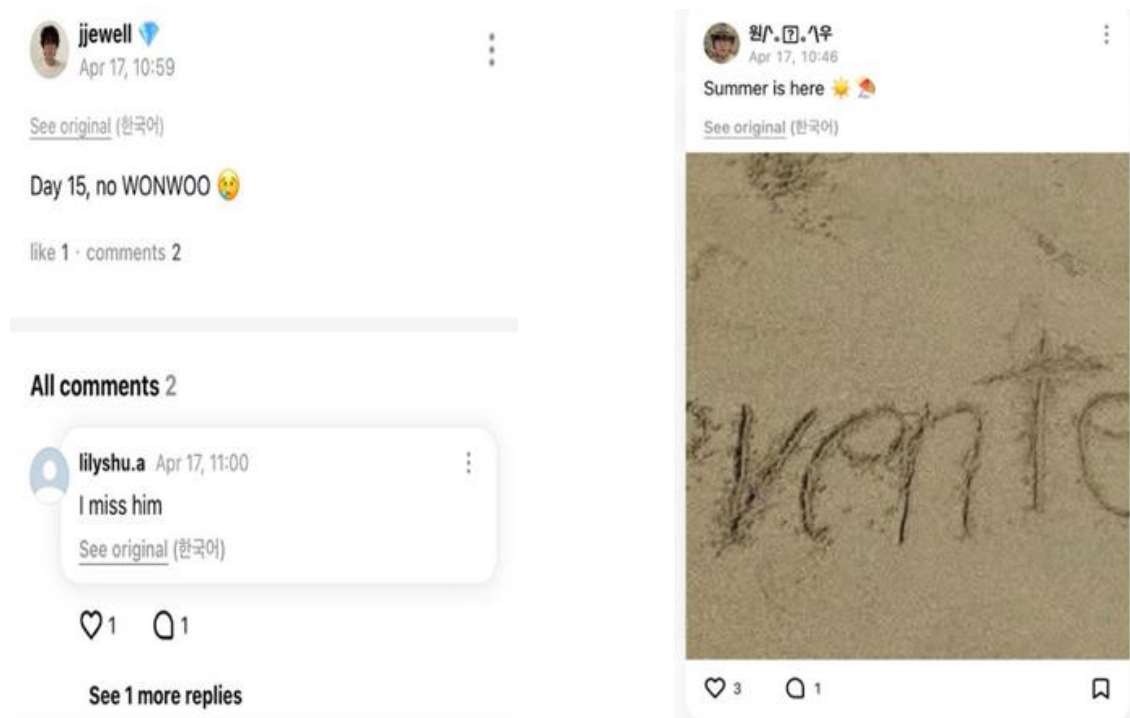 jjewell 💎
Apr 17, 10:59
See original (한국어)
Day 15, no WONWOO 🥲
like 1 · comments 2
All comments 2
lilyshu.a Apr 17, 11:00
I miss him
See original (한국어)
1 1
See 1 more replies
원/ᐠ.ꞈ.ᐟ\우
Apr 17, 10:46
Summer is here ☀️ 🏖️
See original (한국어)
vente
3 1